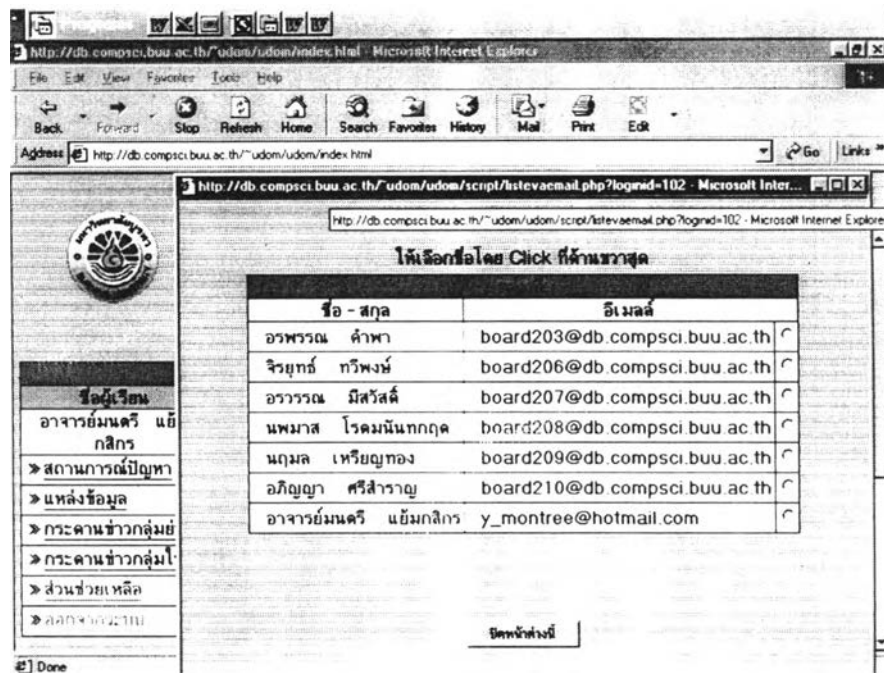 http://db.compsci.buu.ac.th/~udom/udom/index.html - Microsoft Internet Explorer
File Edit View Favorites Tools Help
Back Forward Stop Refresh Home Search Favorites History Mail Print Edit
Address http://db.compsci.buu.ac.th/~udom/udom/index.html Go Links »
http://db.compsci.buu.ac.th/~udom/udom/script/listevaemail.php?loginid=102 - Microsoft Inter...
http://db.compsci.buu.ac.th/~udom/udom/script/listevaemail.php?loginid=102 - Microsoft Internet Explore
ให้เลือกชื่อโดย Click ที่ด้านขวาสุด
ชื่อ - สกุล อีเมลล์
อรพรรณ คำพา board203@db.compsci.buu.ac.th
จิรยุทธ์ ทวีพงษ์ board206@db.compsci.buu.ac.th
อรวรรณ มีสวัสดิ์ board207@db.compsci.buu.ac.th
นพมาส โรคมนันทกฤต board208@db.compsci.buu.ac.th
นฤมล เหรียญทอง board209@db.compsci.buu.ac.th
อภิญญา ศรีสำราญ board210@db.compsci.buu.ac.th
อาจารย์มนตรี แย้มกสิกร y_montree@hotmail.com
ปิดหน้าต่างนี้
ชื่อผู้เรียน
อาจารย์มนตรี แย้
กสิกร
» สถานการณ์ปัญหา
» แหล่งข้อมูล
» กระดานข่าวกลุ่มย่
» กระดานข่าวกลุ่มใ
» ส่วนช่วยเหลือ
» ออกจากระบบ
Done